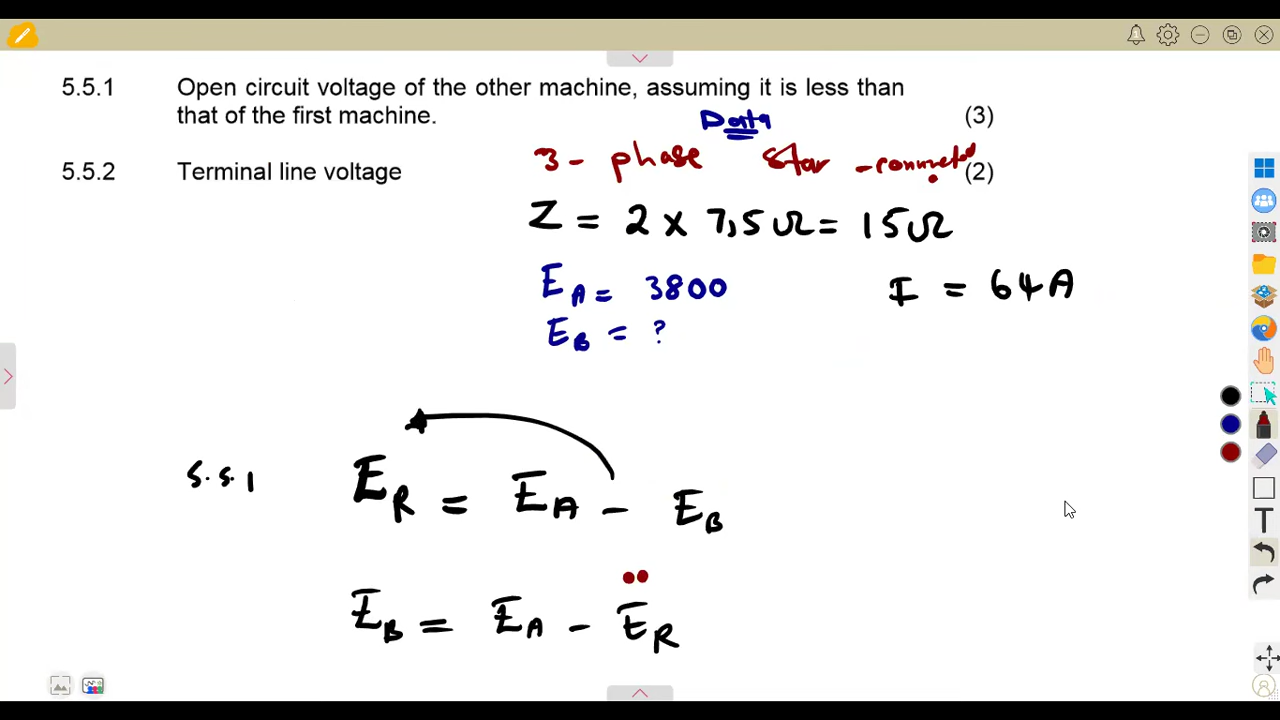 5.5.1 Open circuit voltage of the other machine, assuming it is less than
that of the first machine. (3)
Data
5.5.2 Terminal line voltage (2)
3 - phase Star - connected
Z = 2 x 7,5Ω = 15Ω
E_A = 3800 I = 64A
E_B = ?
5.5.1 E_R = E_A - E_B
E_B = E_A - E_R
T